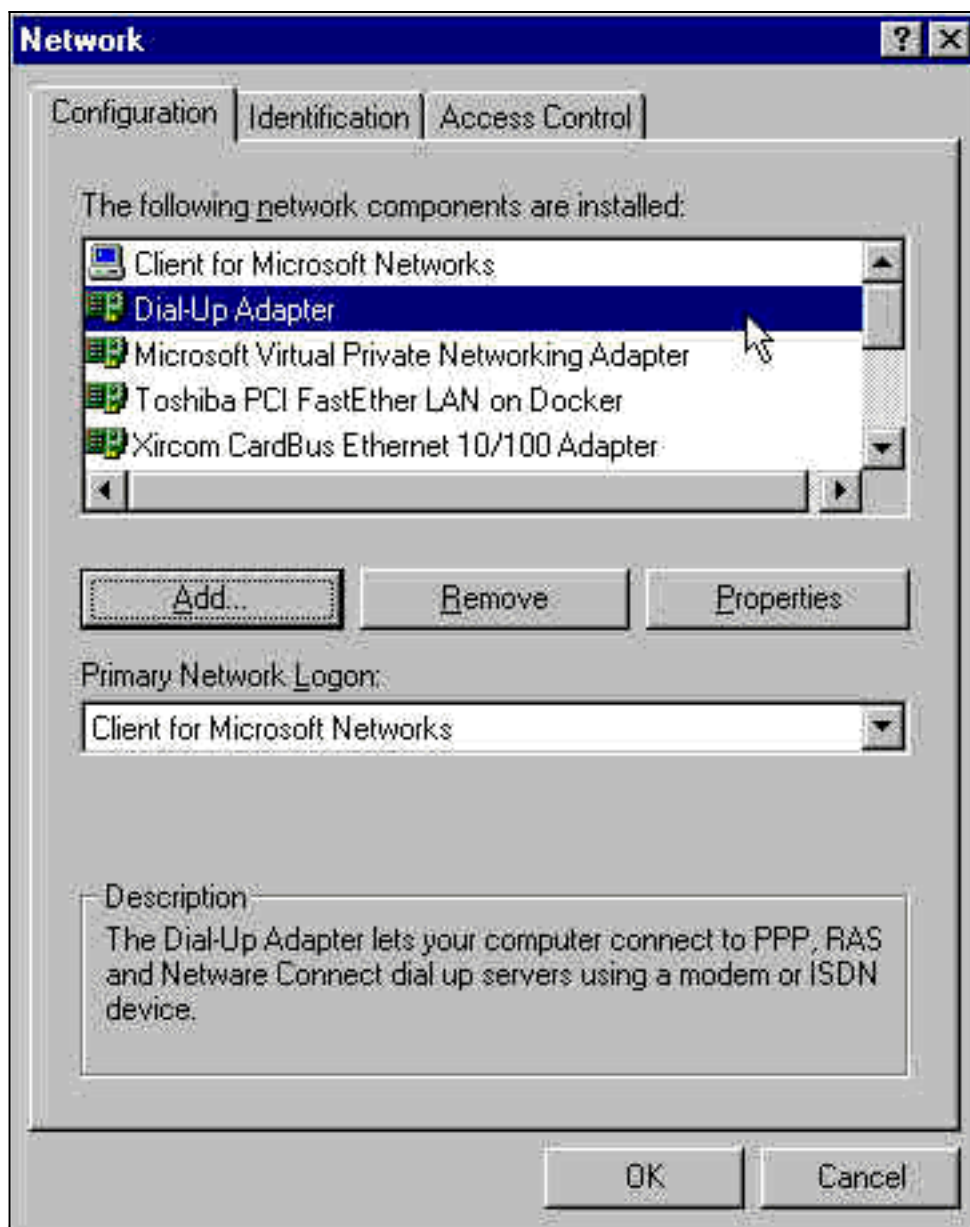 Network
Configuration Identification Access Control
The following network components are installed:
Client for Microsoft Networks
Dial-Up Adapter
Microsoft Virtual Private Networking Adapter
Toshiba PCI FastEther LAN on Docker
Xircom CardBus Ethernet 10/100 Adapter
Add... Remove Properties
Primary Network Logon:
Client for Microsoft Networks
Description
The Dial-Up Adapter lets your computer connect to PPP, RAS
and Netware Connect dial up servers using a modem or ISDN
device.
OK Cancel